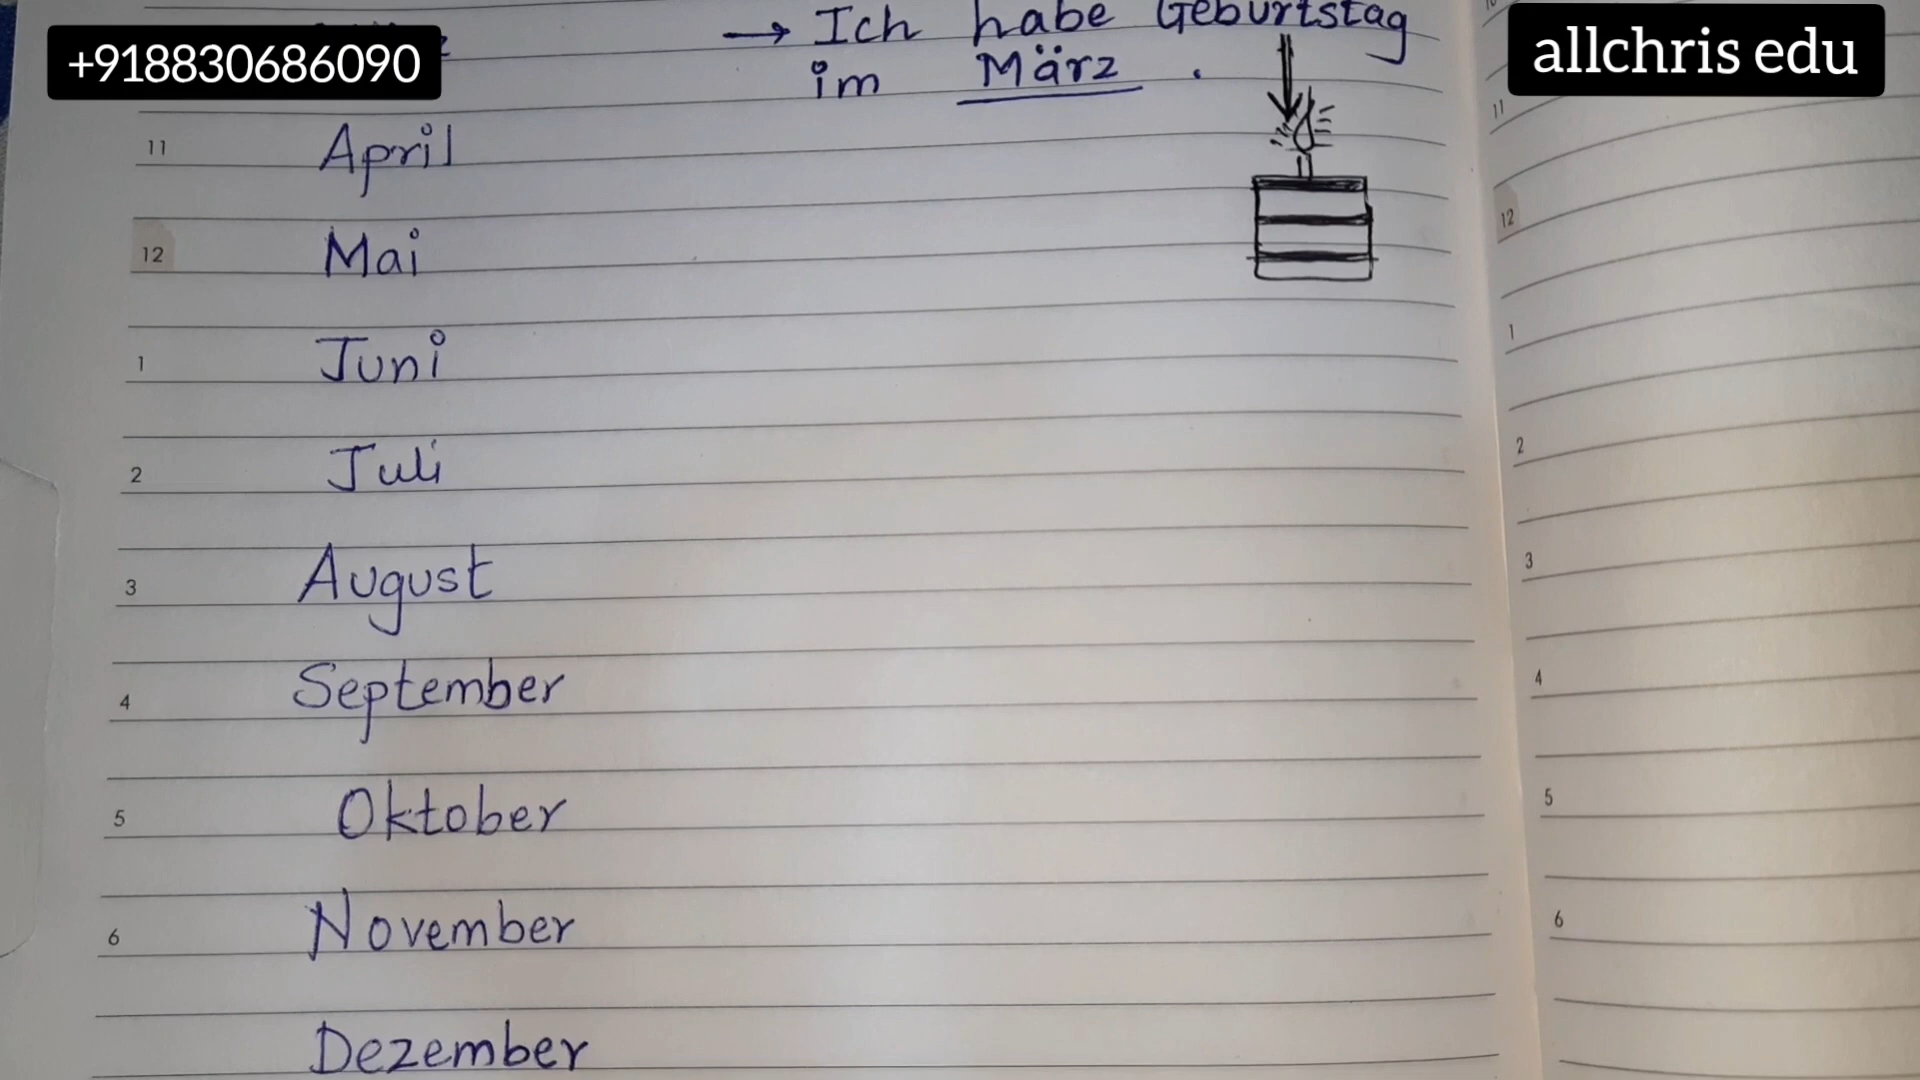 +918830686090
allchris edu
→ Ich habe Geburtstag
im März .
11 April
12 Mai
1 Juni
2 Juli
3 August
4 September
5 Oktober
6 November
Dezember
11
12
1
2
3
4
5
6